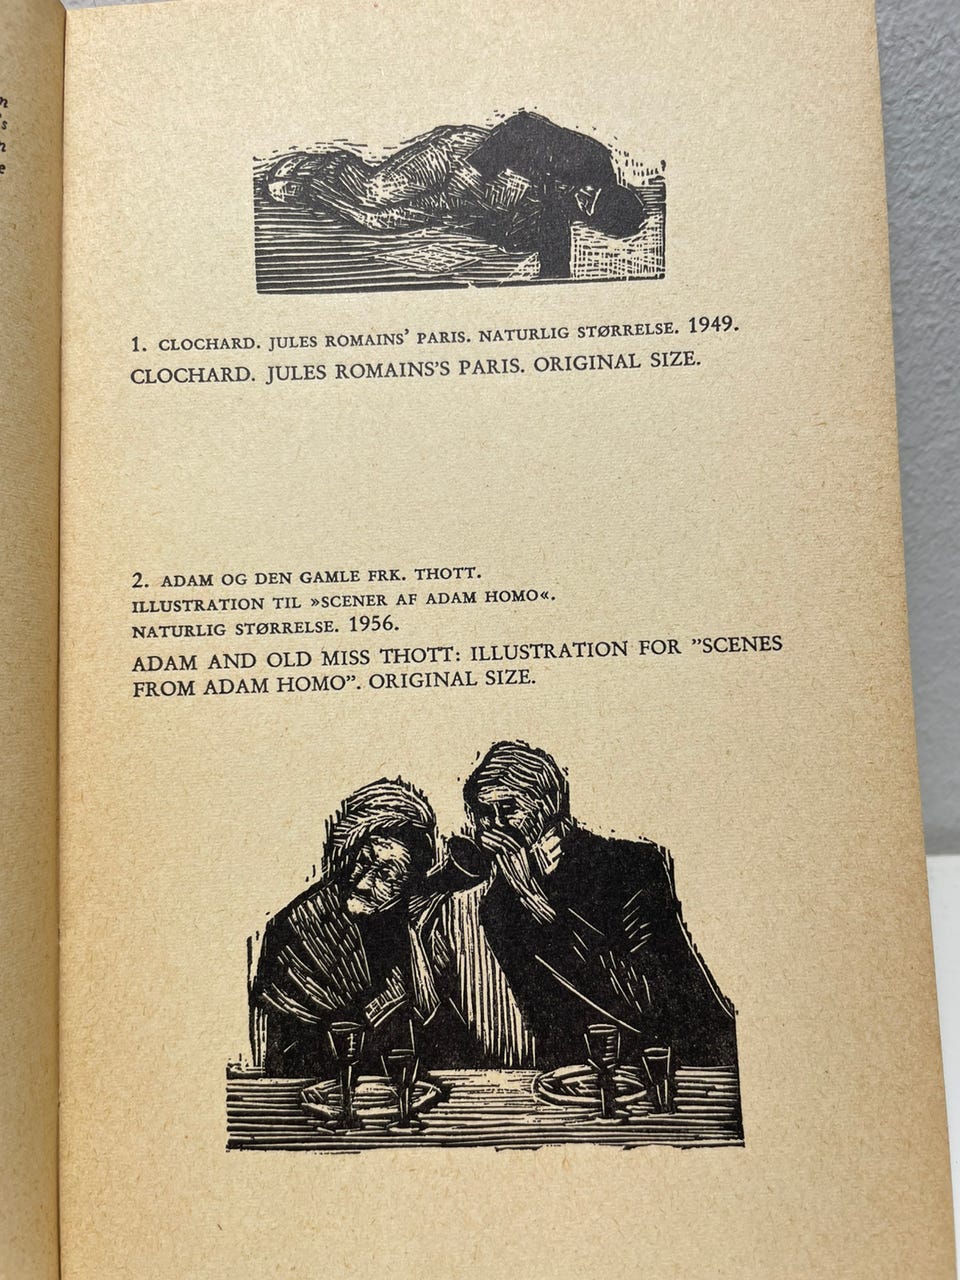 n
's
h
e
1. CLOCHARD. JULES ROMAINS' PARIS. NATURLIG STØRRELSE. 1949.
CLOCHARD. JULES ROMAINS'S PARIS. ORIGINAL SIZE.
2. ADAM OG DEN GAMLE FRK. THOTT.
ILLUSTRATION TIL »SCENER AF ADAM HOMO«.
NATURLIG STØRRELSE. 1956.
ADAM AND OLD MISS THOTT: ILLUSTRATION FOR ”SCENES
FROM ADAM HOMO”. ORIGINAL SIZE.